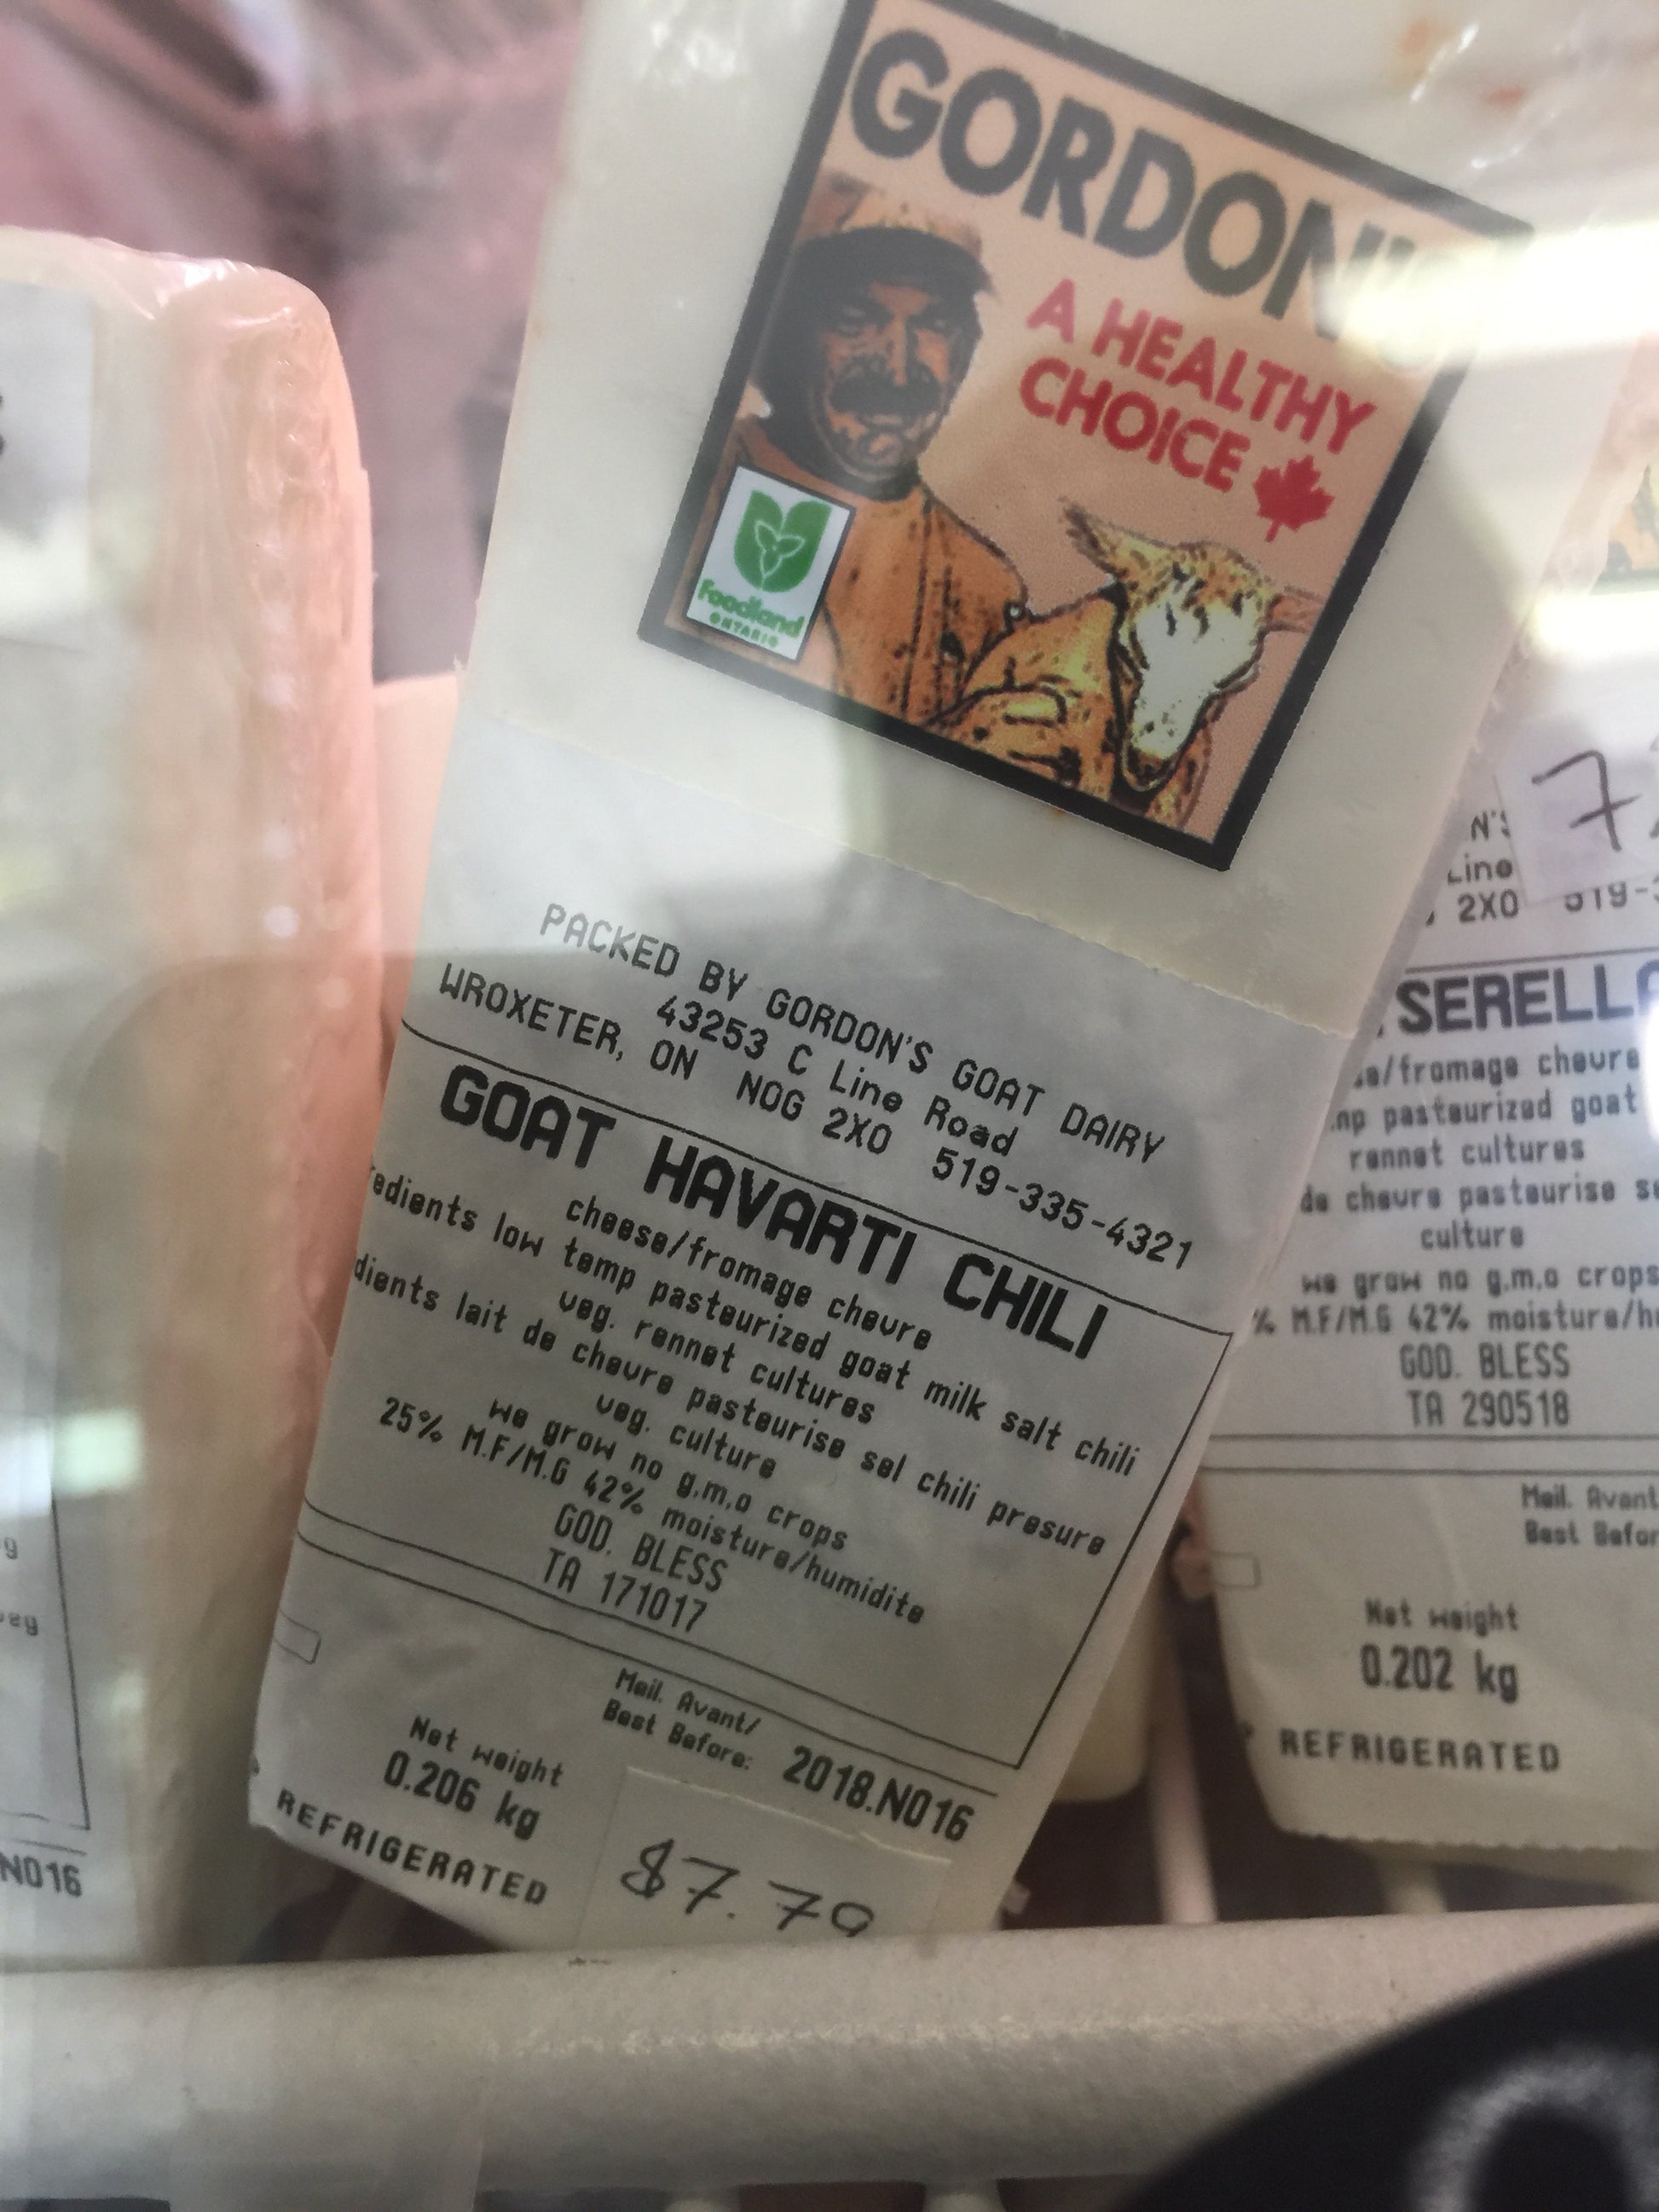 GORDON'S
A HEALTHY
CHOICE
Foodland
ONTARIO
PACKED BY GORDON'S GOAT DAIRY
43253 C Line Road
WROXETER, ON NOG 2XO 519-335-4321
GOAT HAVARTI CHILI
cheese/fromage chevre
redients low temp pasteurized goat milk salt chili
veg. rennet cultures
dients lait de chevre pasteurise sel chili presure
veg. culture
we grow no g.m.o crops
25% M.F/M.G 42% moisture/humidite
GOD. BLESS
TA 171017
Meil. Avant/
Best Before: 2018.NO16
Net weight
0.206 kg
REFRIGERATED
$7.79
N'S
Line
2XO 519-3
SERELLA
/fromage chevre
pasteurized goat
rennet cultures
de chevre pasteurise se
culture
we grow no g.m.o crops
% M.F/M.G 42% moisture/hu
GOD. BLESS
TA 290518
Meil. Avant
Best Befor
Net weight
0.202 kg
REFRIGERATED
NO16